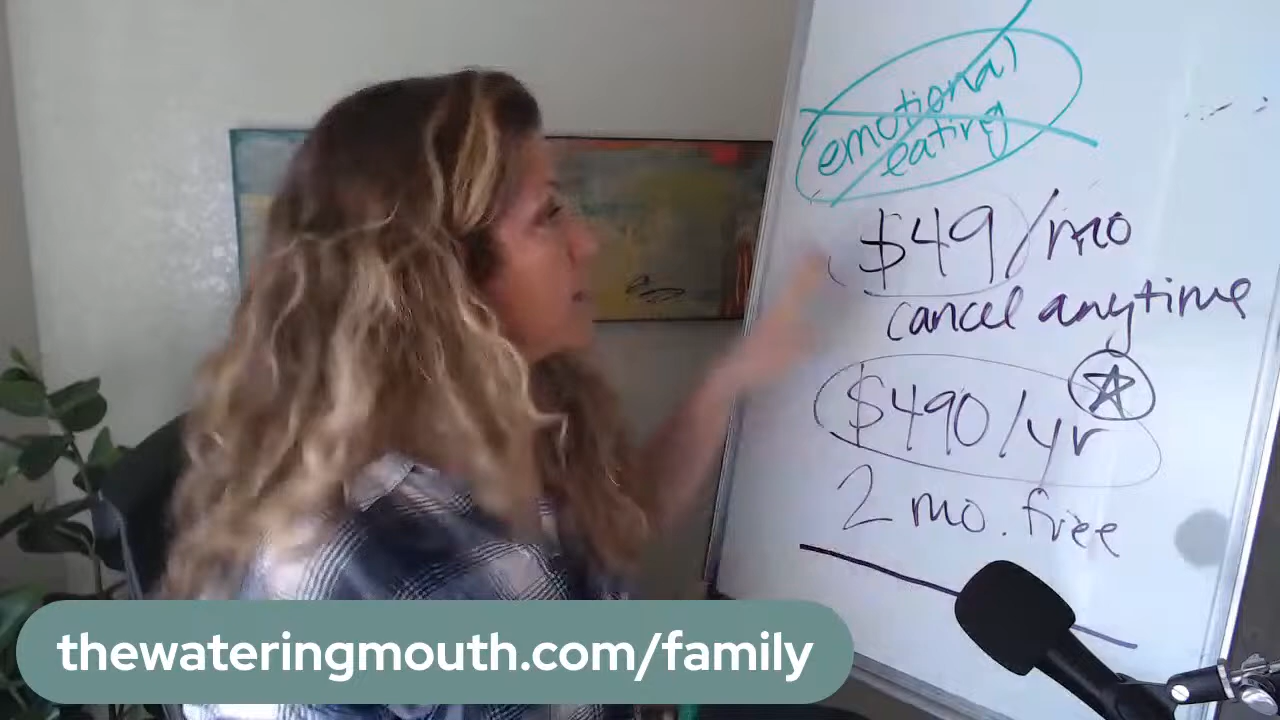 emotional
eating
$49/mo
cancel anytime
$490/yr
2 mo. free
thewateringmouth.com/family